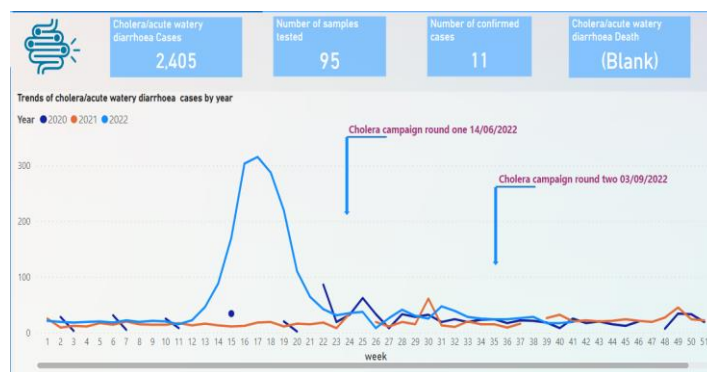 Cholera/acute watery
diarrhoea Cases
2,405
Number of samples
tested
95
Number of confirmed
cases
11
Cholera/acute watery
diarrhoea Death
(Blank)
Trends of cholera/acute watery diarrhoea cases by year
Year 2020 2021 2022
Cholera campaign round one 14/06/2022
Cholera campaign round two 03/09/2022
300
200
100
0
1 2 3 4 5 6 7 8 9 10 11 12 13 14 15 16 17 18 19 20 21 22 23 24 25 26 27 28 29 30 31 32 33 34 35 36 37 38 39 40 41 42 43 44 45 46 47 48 49 50 51
week